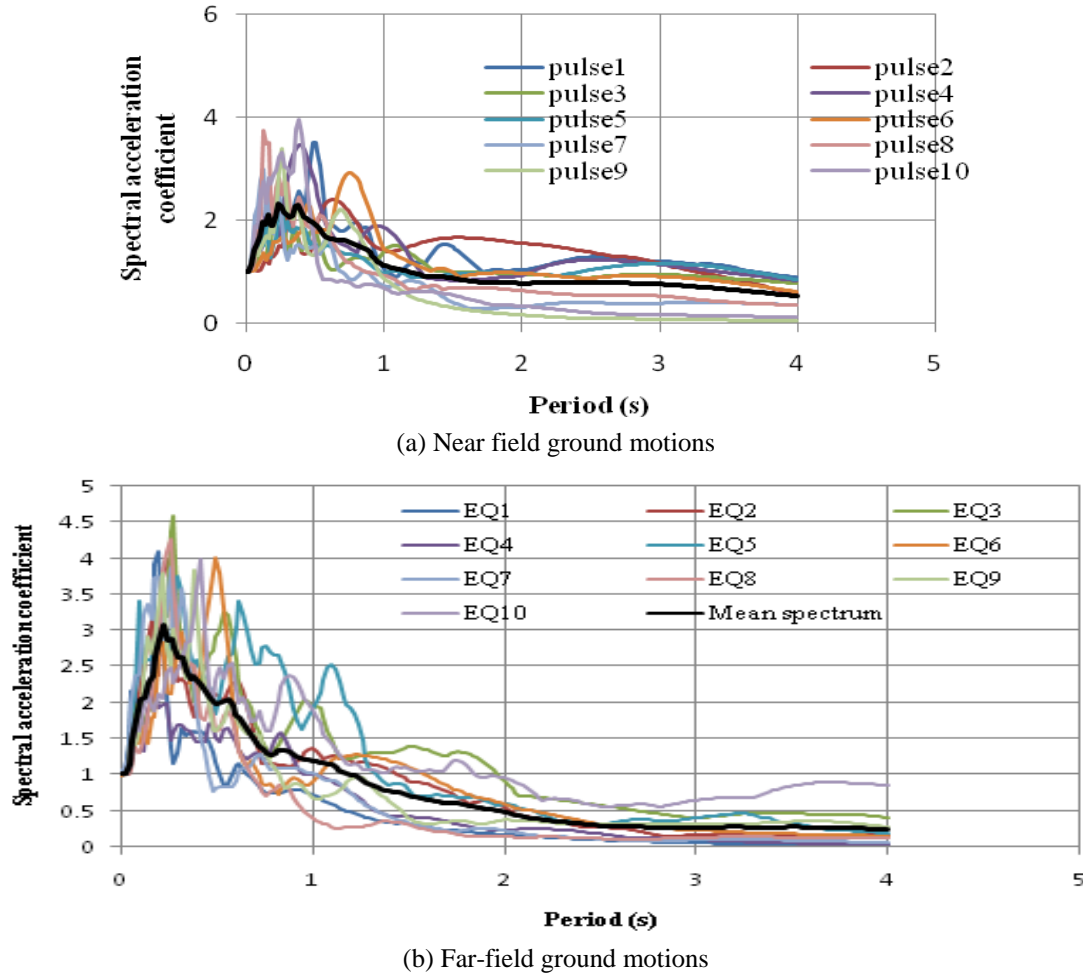 6
4
2
0
Spectral acceleration
coefficient
pulse1 pulse2
pulse3 pulse4
pulse5 pulse6
pulse7 pulse8
pulse9 pulse10
0 1 2 3 4 5
Period (s)
(a) Near field ground motions
5
4.5
4
3.5
3
2.5
2
1.5
1
0.5
0
Spectral acceleration coefficient
EQ1 EQ2 EQ3
EQ4 EQ5 EQ6
EQ7 EQ8 EQ9
EQ10 Mean spectrum
0 1 2 3 4 5
Period (s)
(b) Far-field ground motions